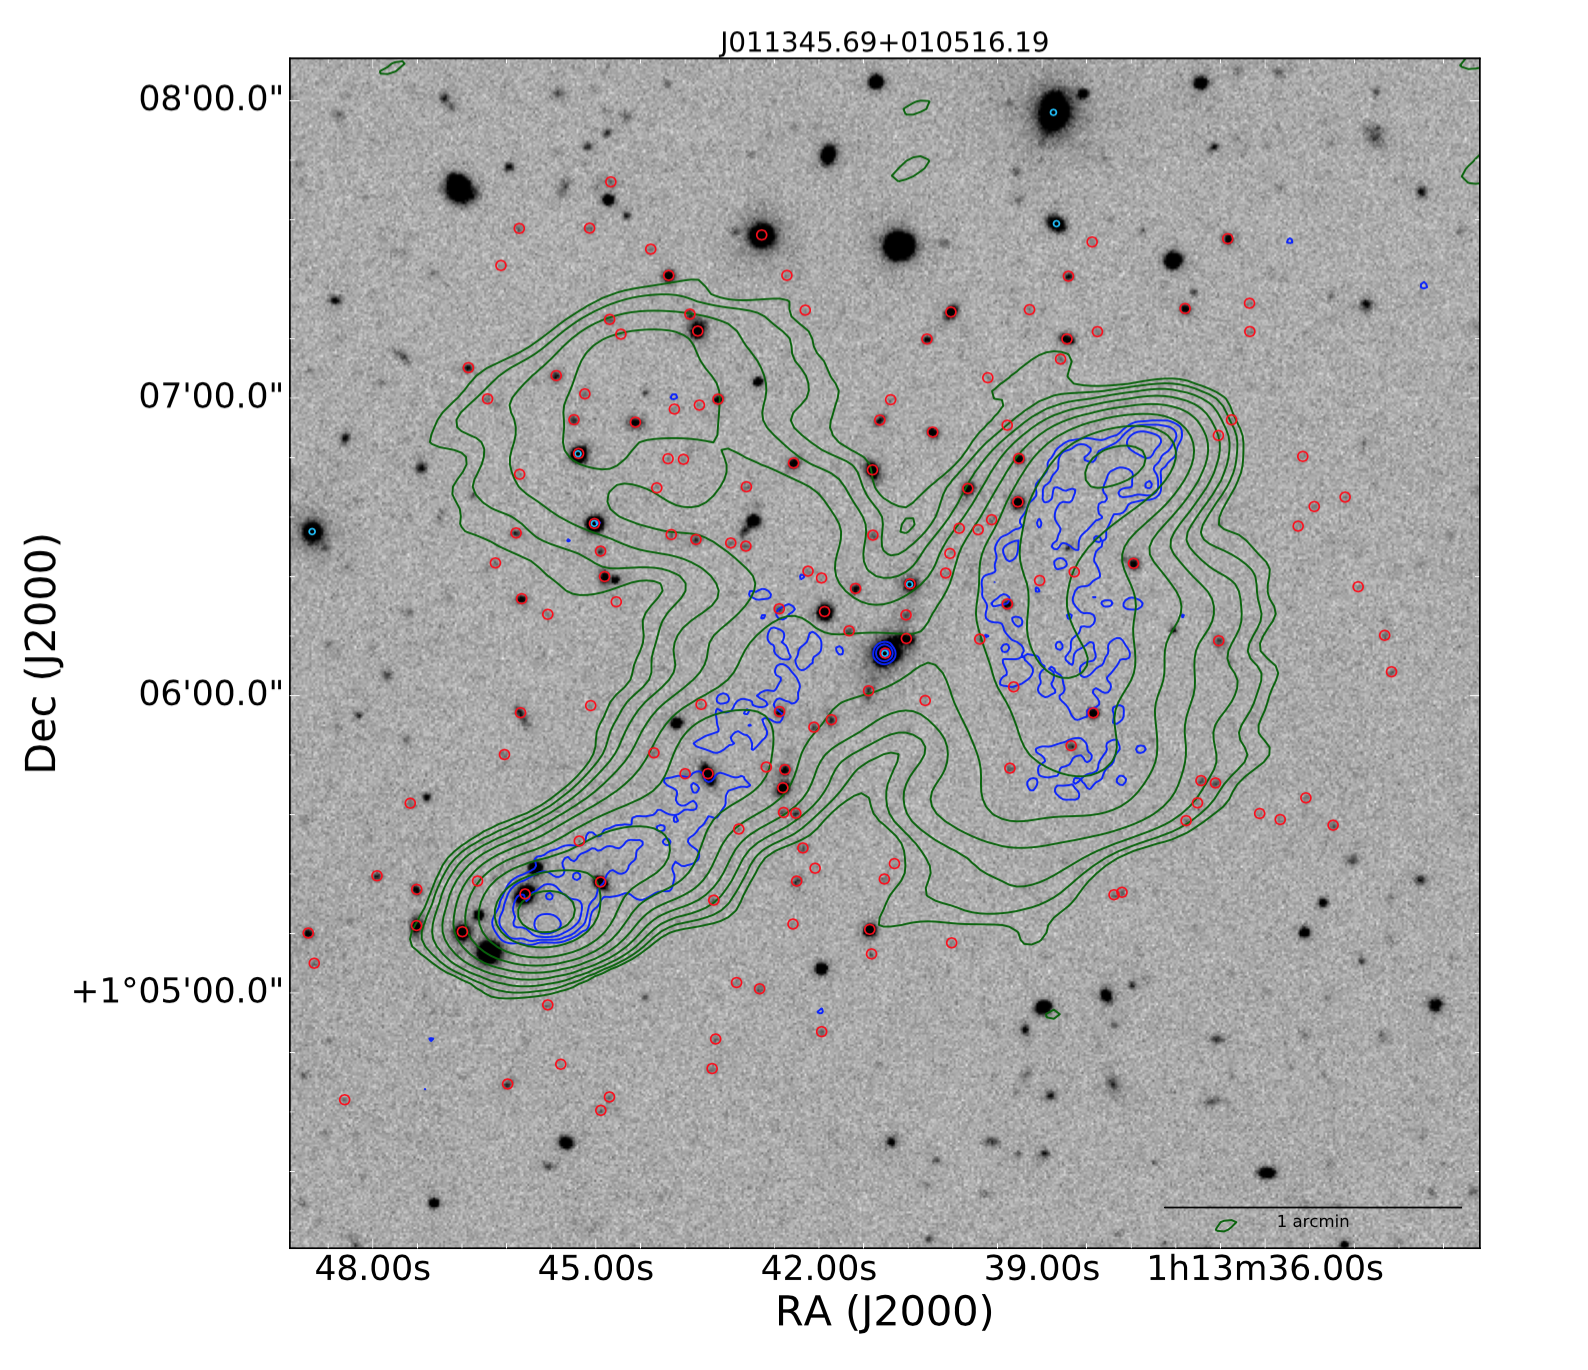 J011345.69+010516.19
08'00.0"
07'00.0"
06'00.0"
+1°05'00.0"
Dec (J2000)
1 arcmin
48.00s 45.00s 42.00s 39.00s 1h13m36.00s
RA (J2000)